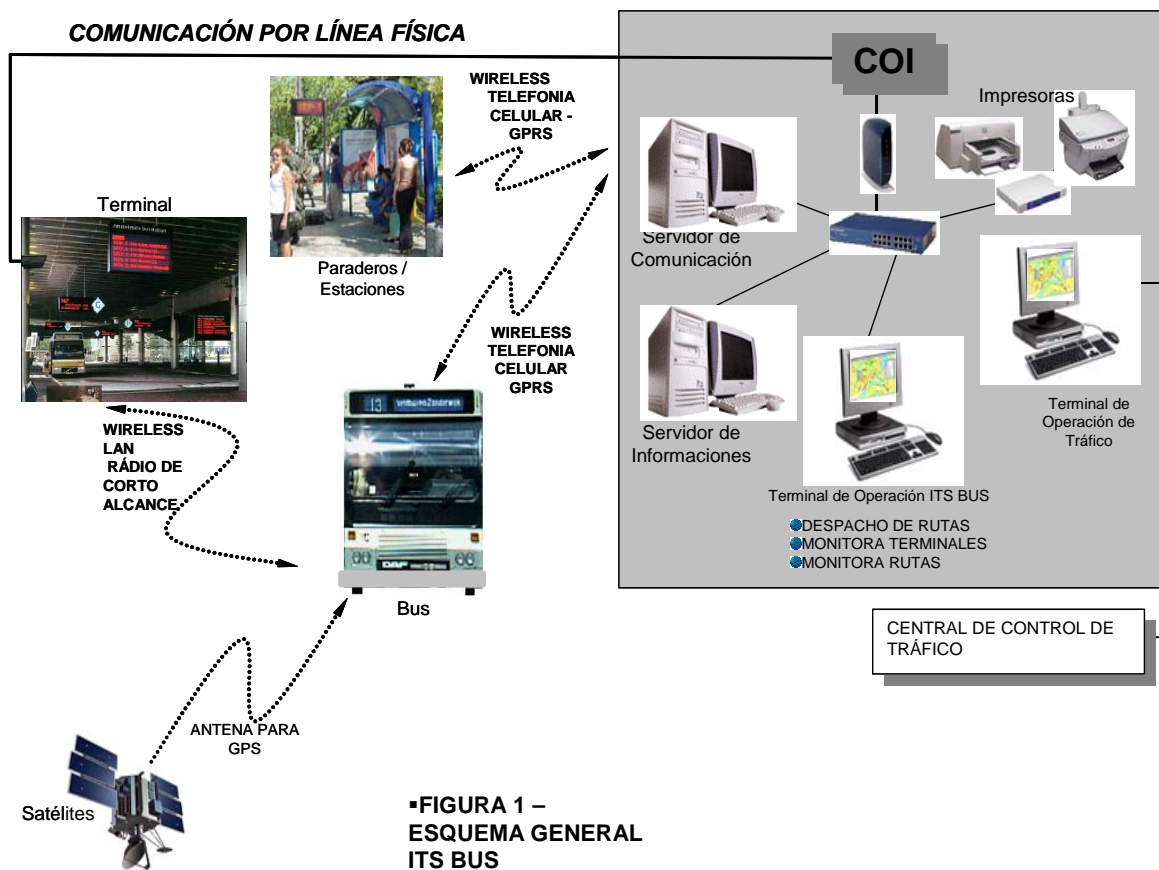 COMUNICACIÓN POR LÍNEA FÍSICA
COI
WIRELESS
TELEFONIA
CELULAR -
GPRS
Impresoras
Terminal
Servidor de
Comunicación
Paraderos /
Estaciones
WIRELESS
TELEFONIA
CELULAR
GPRS
13
WIRELESS
LAN
RÁDIO DE
CORTO
ALCANCE
Servidor de
Informaciones
Terminal de
Operación de
Tráfico
Terminal de Operación ITS BUS
DESPACHO DE RUTAS
MONITORA TERMINALES
MONITORA RUTAS
DAF
Bus
CENTRAL DE CONTROL DE
TRÁFICO
ANTENA PARA
GPS
Satélites
▪FIGURA 1 –
ESQUEMA GENERAL
ITS BUS